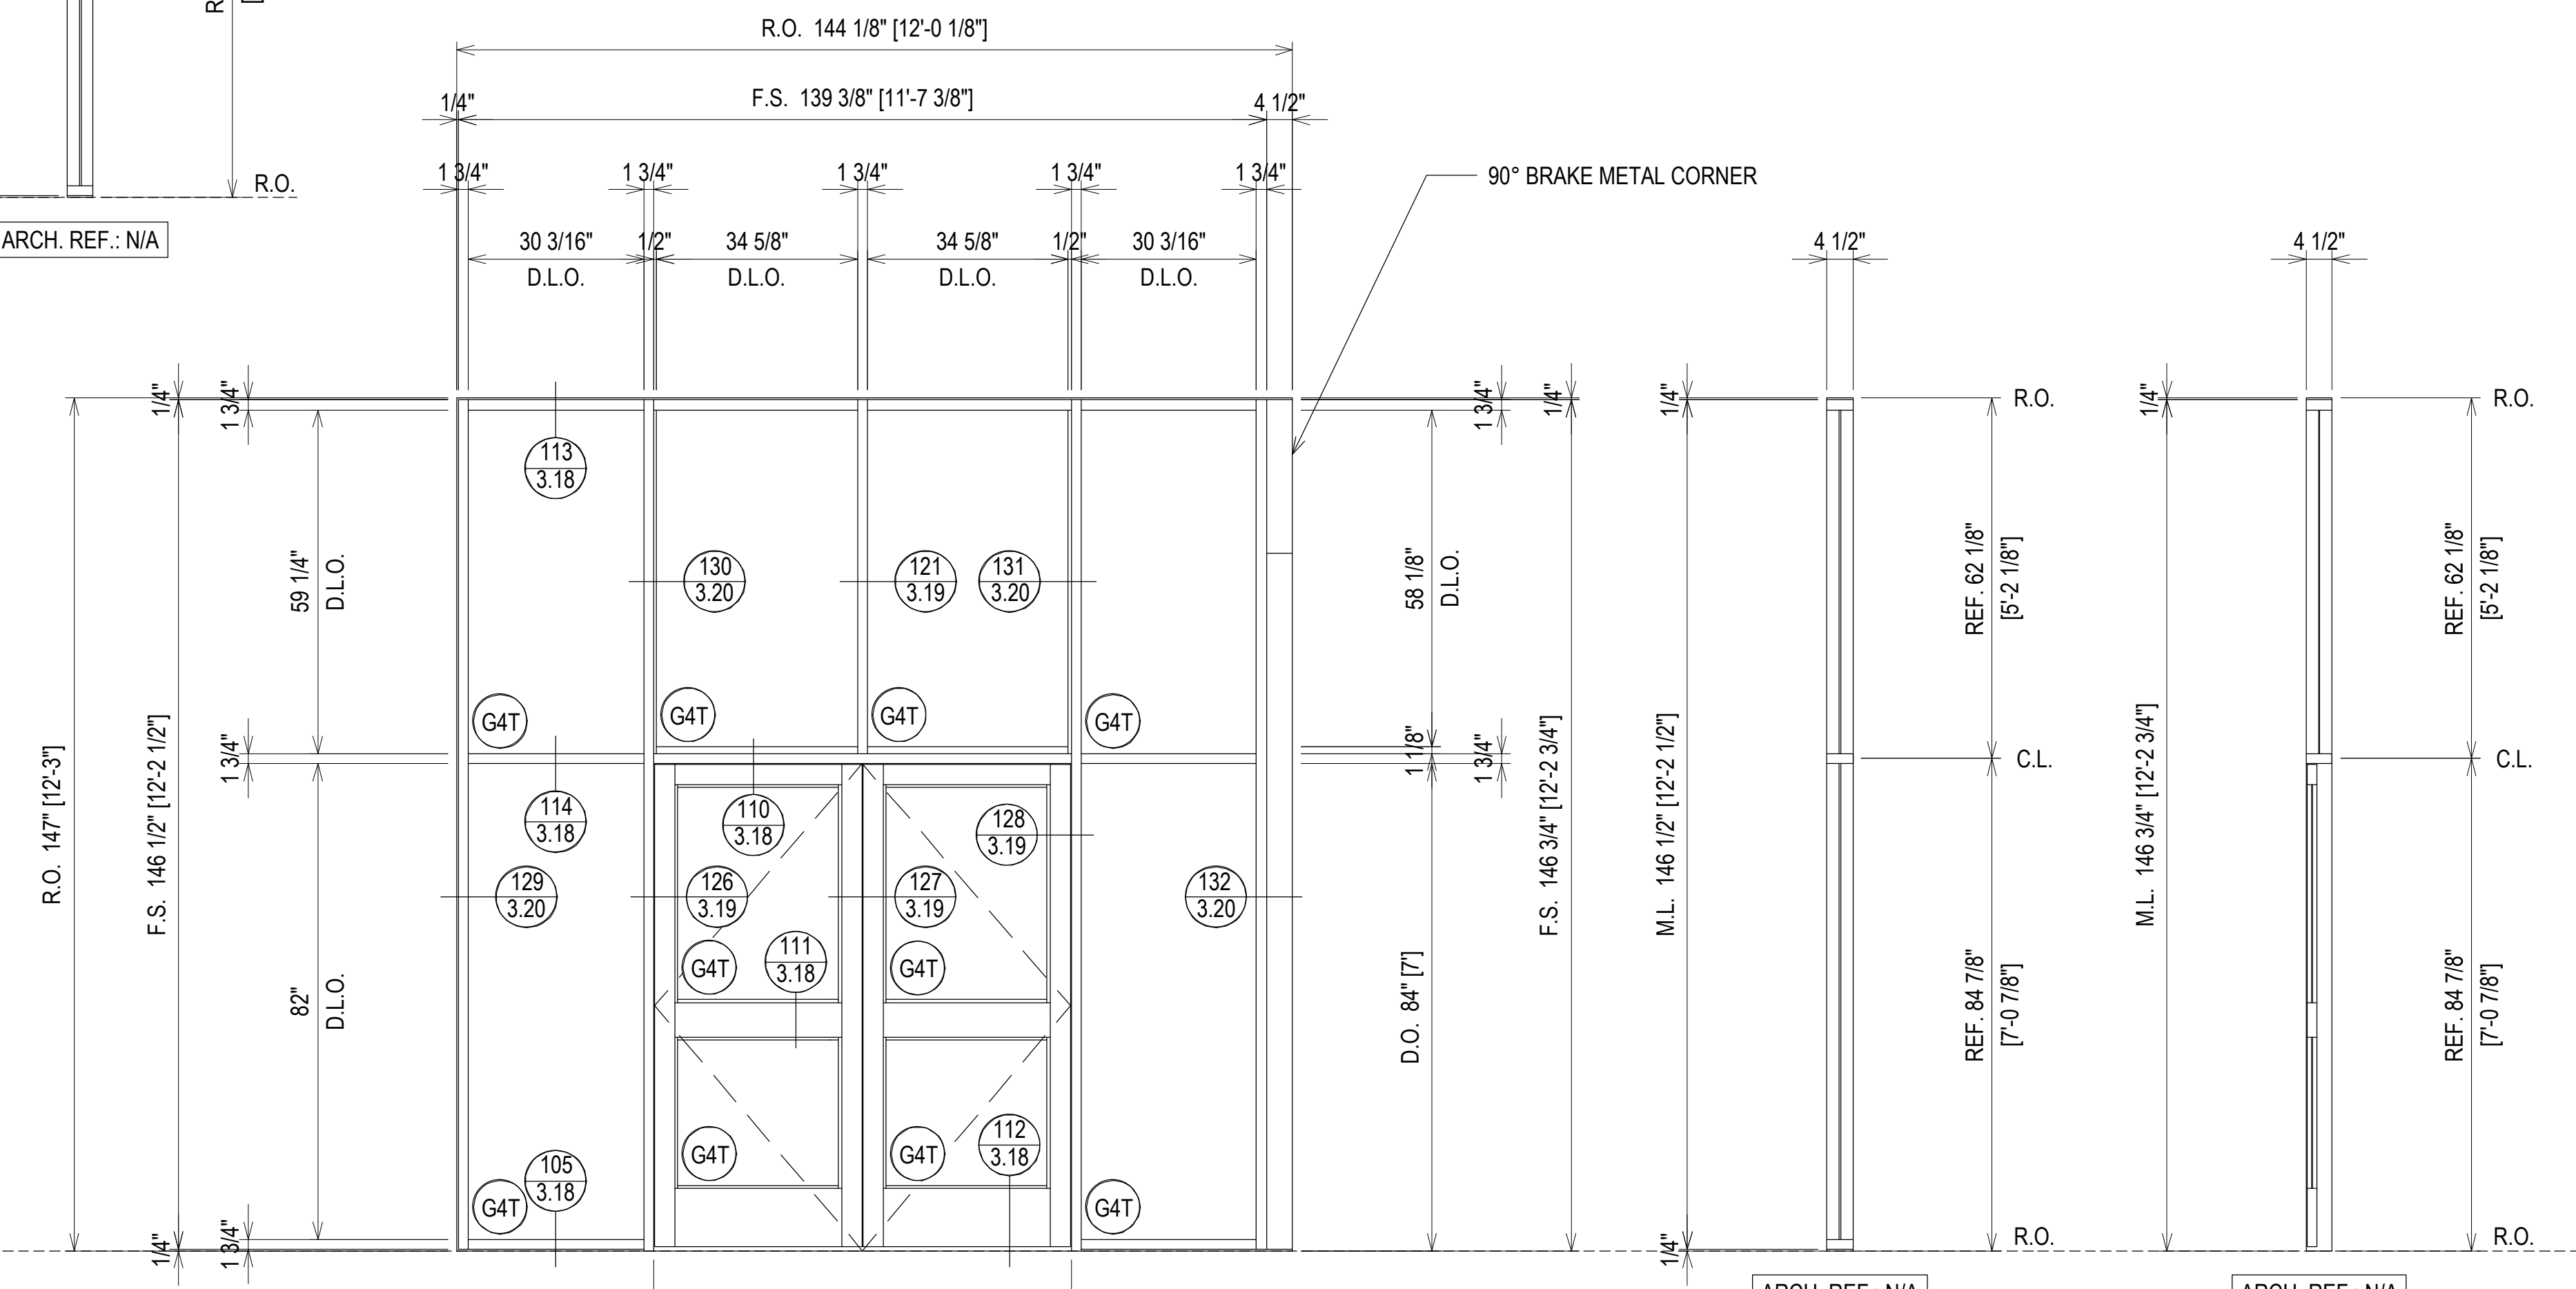 R.O. 144 1/8" [12'-0 1/8"]
1/4"
F.S. 139 3/8" [11'-7 3/8"]
4 1/2"
1 3/4"
1 3/4"
1 3/4"
1 3/4"
1 3/4"
90° BRAKE METAL CORNER
R.O.
ARCH. REF.: N/A
30 3/16"
D.L.O.
1/2"
34 5/8"
D.L.O.
34 5/8"
D.L.O.
1/2"
30 3/16"
D.L.O.
4 1/2"
4 1/2"
R.O. 147" [12'-3"]
1/4"
F.S. 146 1/2" [12'-2 1/2"]
1/4"
1 3/4"
59 1/4"
D.L.O.
1 3/4"
82"
D.L.O.
1 3/4"
113
3.18
130
3.20
121
3.19
131
3.20
G4T
G4T
G4T
G4T
114
3.18
110
3.18
128
3.19
129
3.20
126
3.19
127
3.19
132
3.20
111
3.18
G4T
G4T
G4T
G4T
112
3.18
105
3.18
G4T
G4T
58 1/8"
D.L.O.
1 1/8"
D.O. 84" [7']
1 3/4"
1 3/4"
1/4"
F.S. 146 3/4" [12'-2 3/4"]
1/4"
M.L. 146 1/2" [12'-2 1/2"]
1/4"
R.O.
REF. 62 1/8"
[5'-2 1/8"]
C.L.
REF. 84 7/8"
[7'-0 7/8"]
R.O.
ARCH. REF.: N/A
1/4"
M.L. 146 3/4" [12'-2 3/4"]
R.O.
REF. 62 1/8"
[5'-2 1/8"]
C.L.
REF. 84 7/8"
[7'-0 7/8"]
R.O.
ARCH. REF.: N/A